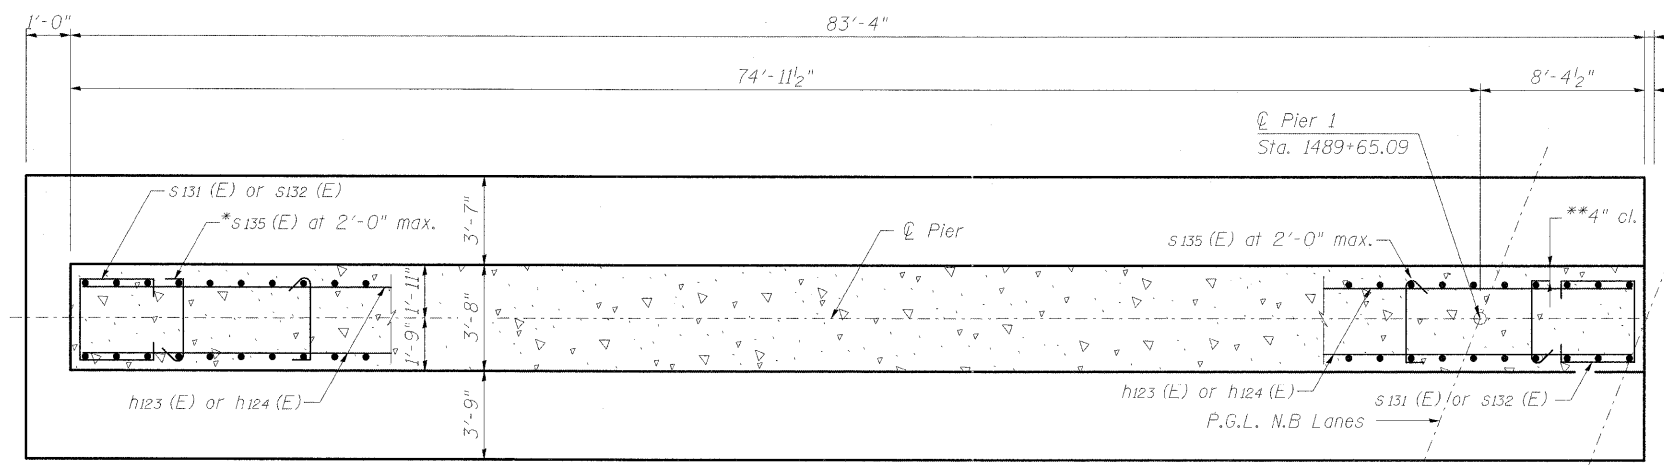 1'-0"
83'-4"
74'-11½"
8'-4½"
℄ Pier 1
Sta. 1489+65.09
s131 (E) or s132 (E)
*s135 (E) at 2'-0" max.
3'-7"
℄ Pier
s135 (E) at 2'-0" max.
**4" cl.
1'-11"
3'-8"
1'-9"
h123 (E) or h124 (E)
3'-9"
h123 (E) or h124 (E)
s131 (E) or s132 (E)
P.G.L. N.B Lanes